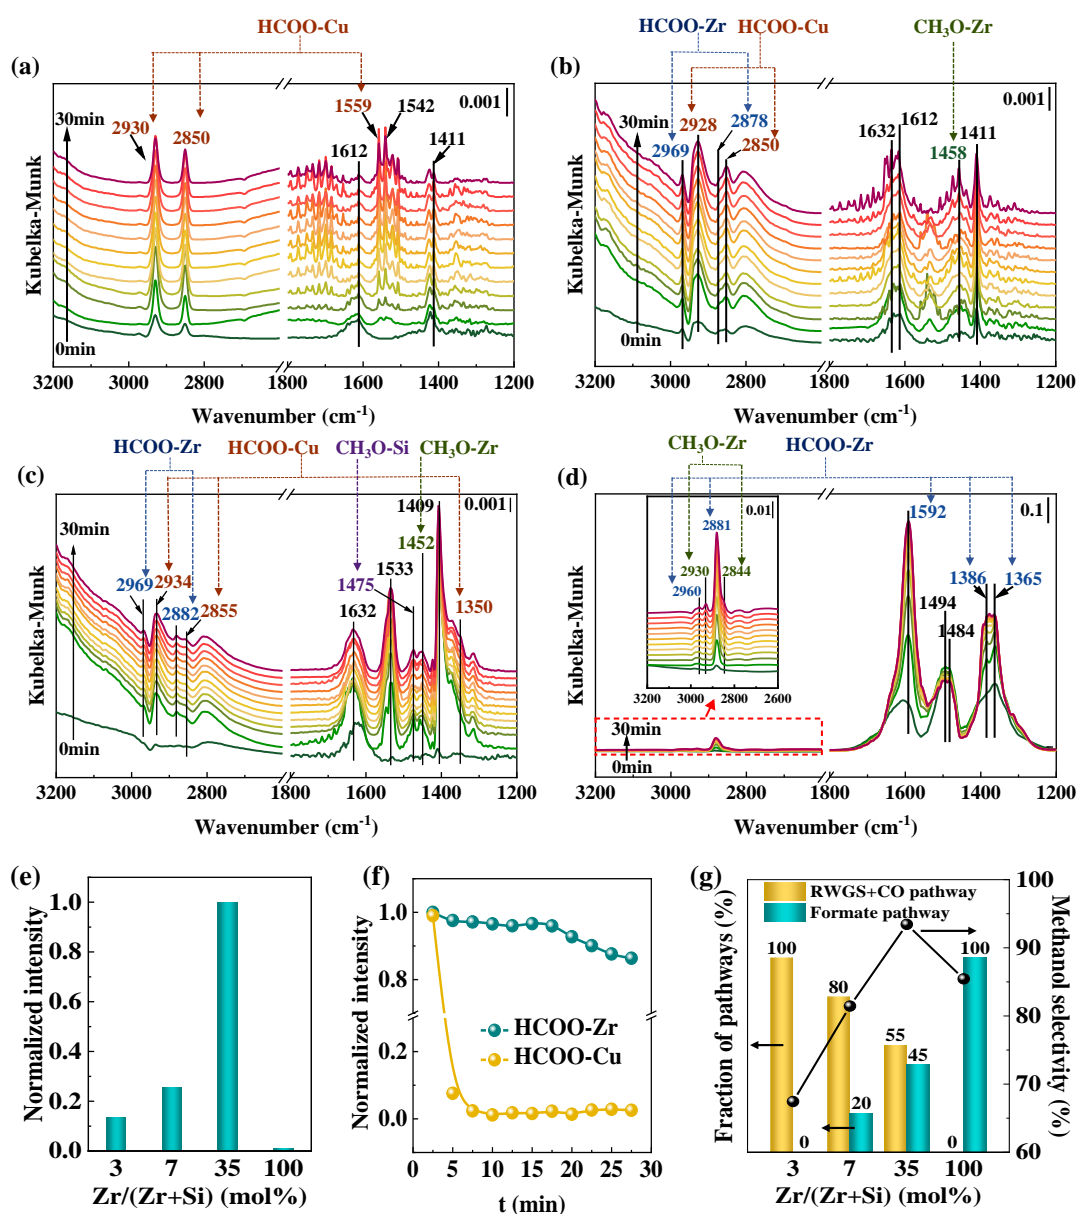 (a)
HCOO-Cu
0.001
30min
2930
2850
1559
1542
1612
1411
0min
Kubelka-Munk
3200
3000
2800
1800
1600
1400
1200
Wavenumber (cm-1)
(b)
HCOO-Zr
HCOO-Cu
CH3O-Zr
0.001
30min
2928
2878
2969
2850
1632
1612
1458
1411
0min
Kubelka-Munk
3200
3000
2800
1800
1600
1400
1200
Wavenumber (cm-1)
(c)
HCOO-Zr
HCOO-Cu
CH3O-Si
CH3O-Zr
0.001
30min
2969
2934
2882
2855
1409
1452
1533
1475
1632
1350
0min
Kubelka-Munk
3200
3000
2800
1800
1600
1400
1200
Wavenumber (cm-1)
(d)
CH3O-Zr
HCOO-Zr
0.01
2881
2930
2844
2960
3200
3000
2800
2600
0.1
1592
1386
1365
1494
1484
30min
0min
Kubelka-Munk
3200
3000
2800
1800
1600
1400
1200
Wavenumber (cm-1)
(e)
Normalized intensity
1.0
0.8
0.6
0.4
0.2
0.0
3
7
35
100
Zr/(Zr+Si) (mol%)
(f)
Normalized intensity
1.0
0.8
0.2
0.0
HCOO-Zr
HCOO-Cu
0
5
10
15
20
25
30
t (min)
(g)
RWGS+CO pathway
Formate pathway
Fraction of pathways (%)
100
0
80
20
55
45
0
100
100
90
80
70
60
Methanol selectivity (%)
3
7
35
100
Zr/(Zr+Si) (mol%)